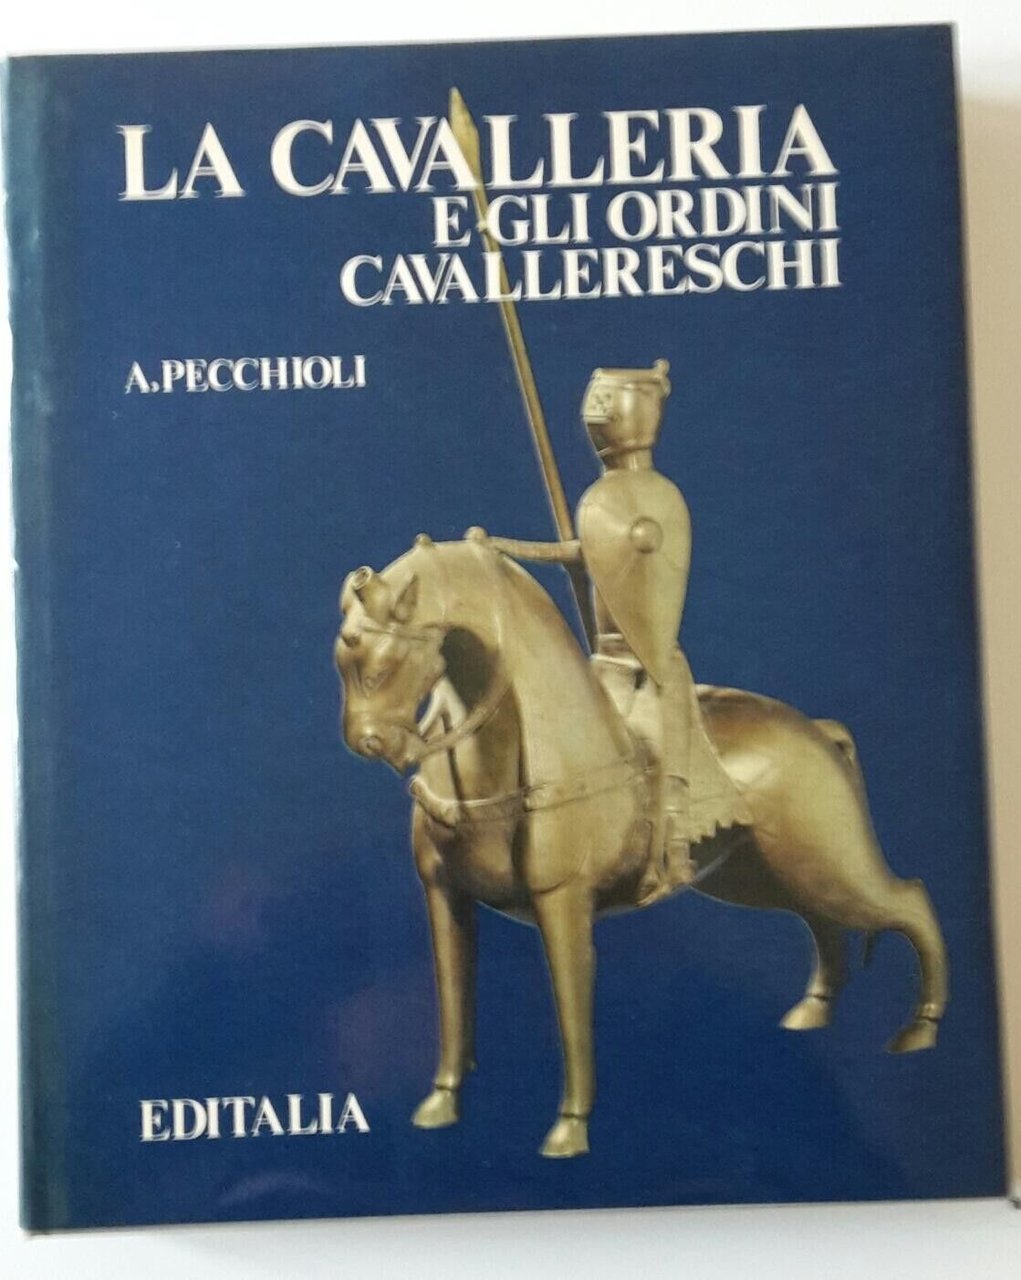 LA CAVALLERIA
E GLI ORDINI
CAVALLERESCHI
A. PECCHIOLI
EDITALIA